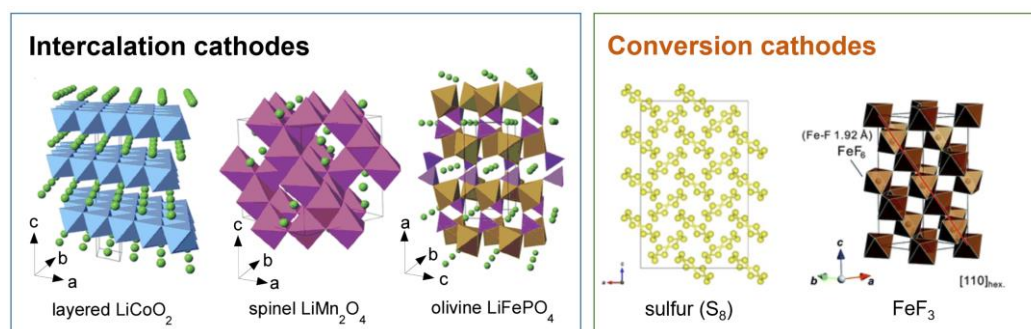 Intercalation cathodes
c
b
a
layered LiCoO₂
c
b
a
spinel LiMn₂O₄
a
b
c
olivine LiFePO₄
Conversion cathodes
sulfur (S₈)
(Fe-F 1.92 Å)
FeF₆
c
b
a
[110]hex.
FeF₃